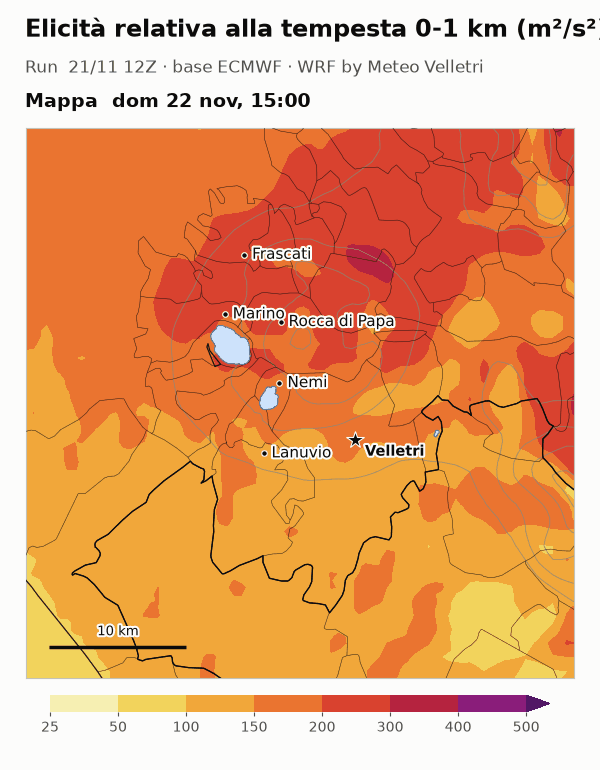 Elicità relativa alla tempesta 0-1 km (m²/s²)
Run  21/11 12Z · base ECMWF · WRF by Meteo Velletri
Mappa  dom 22 nov, 15:00
Frascati
Marino
Rocca di Papa
Nemi
Velletri
Lanuvio
10 km
25 50 100 150 200 300 400 500